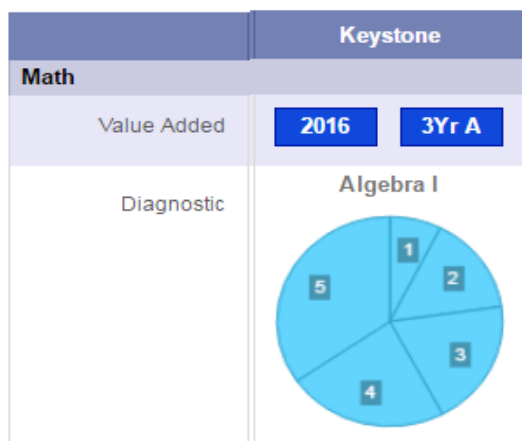 Keystone
Math
Value Added 2016 3Yr A
Algebra I
Diagnostic
1
2
3
4
5